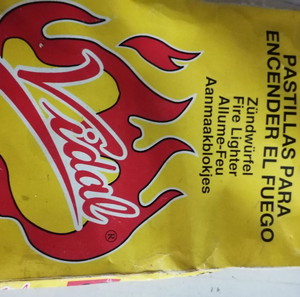 PASTILLAS PARA
ENCENDER EL FUEGO
Zündwürfel
Fire Lighter
Allume-Feu
Aanmaakblokjes
Vidal®